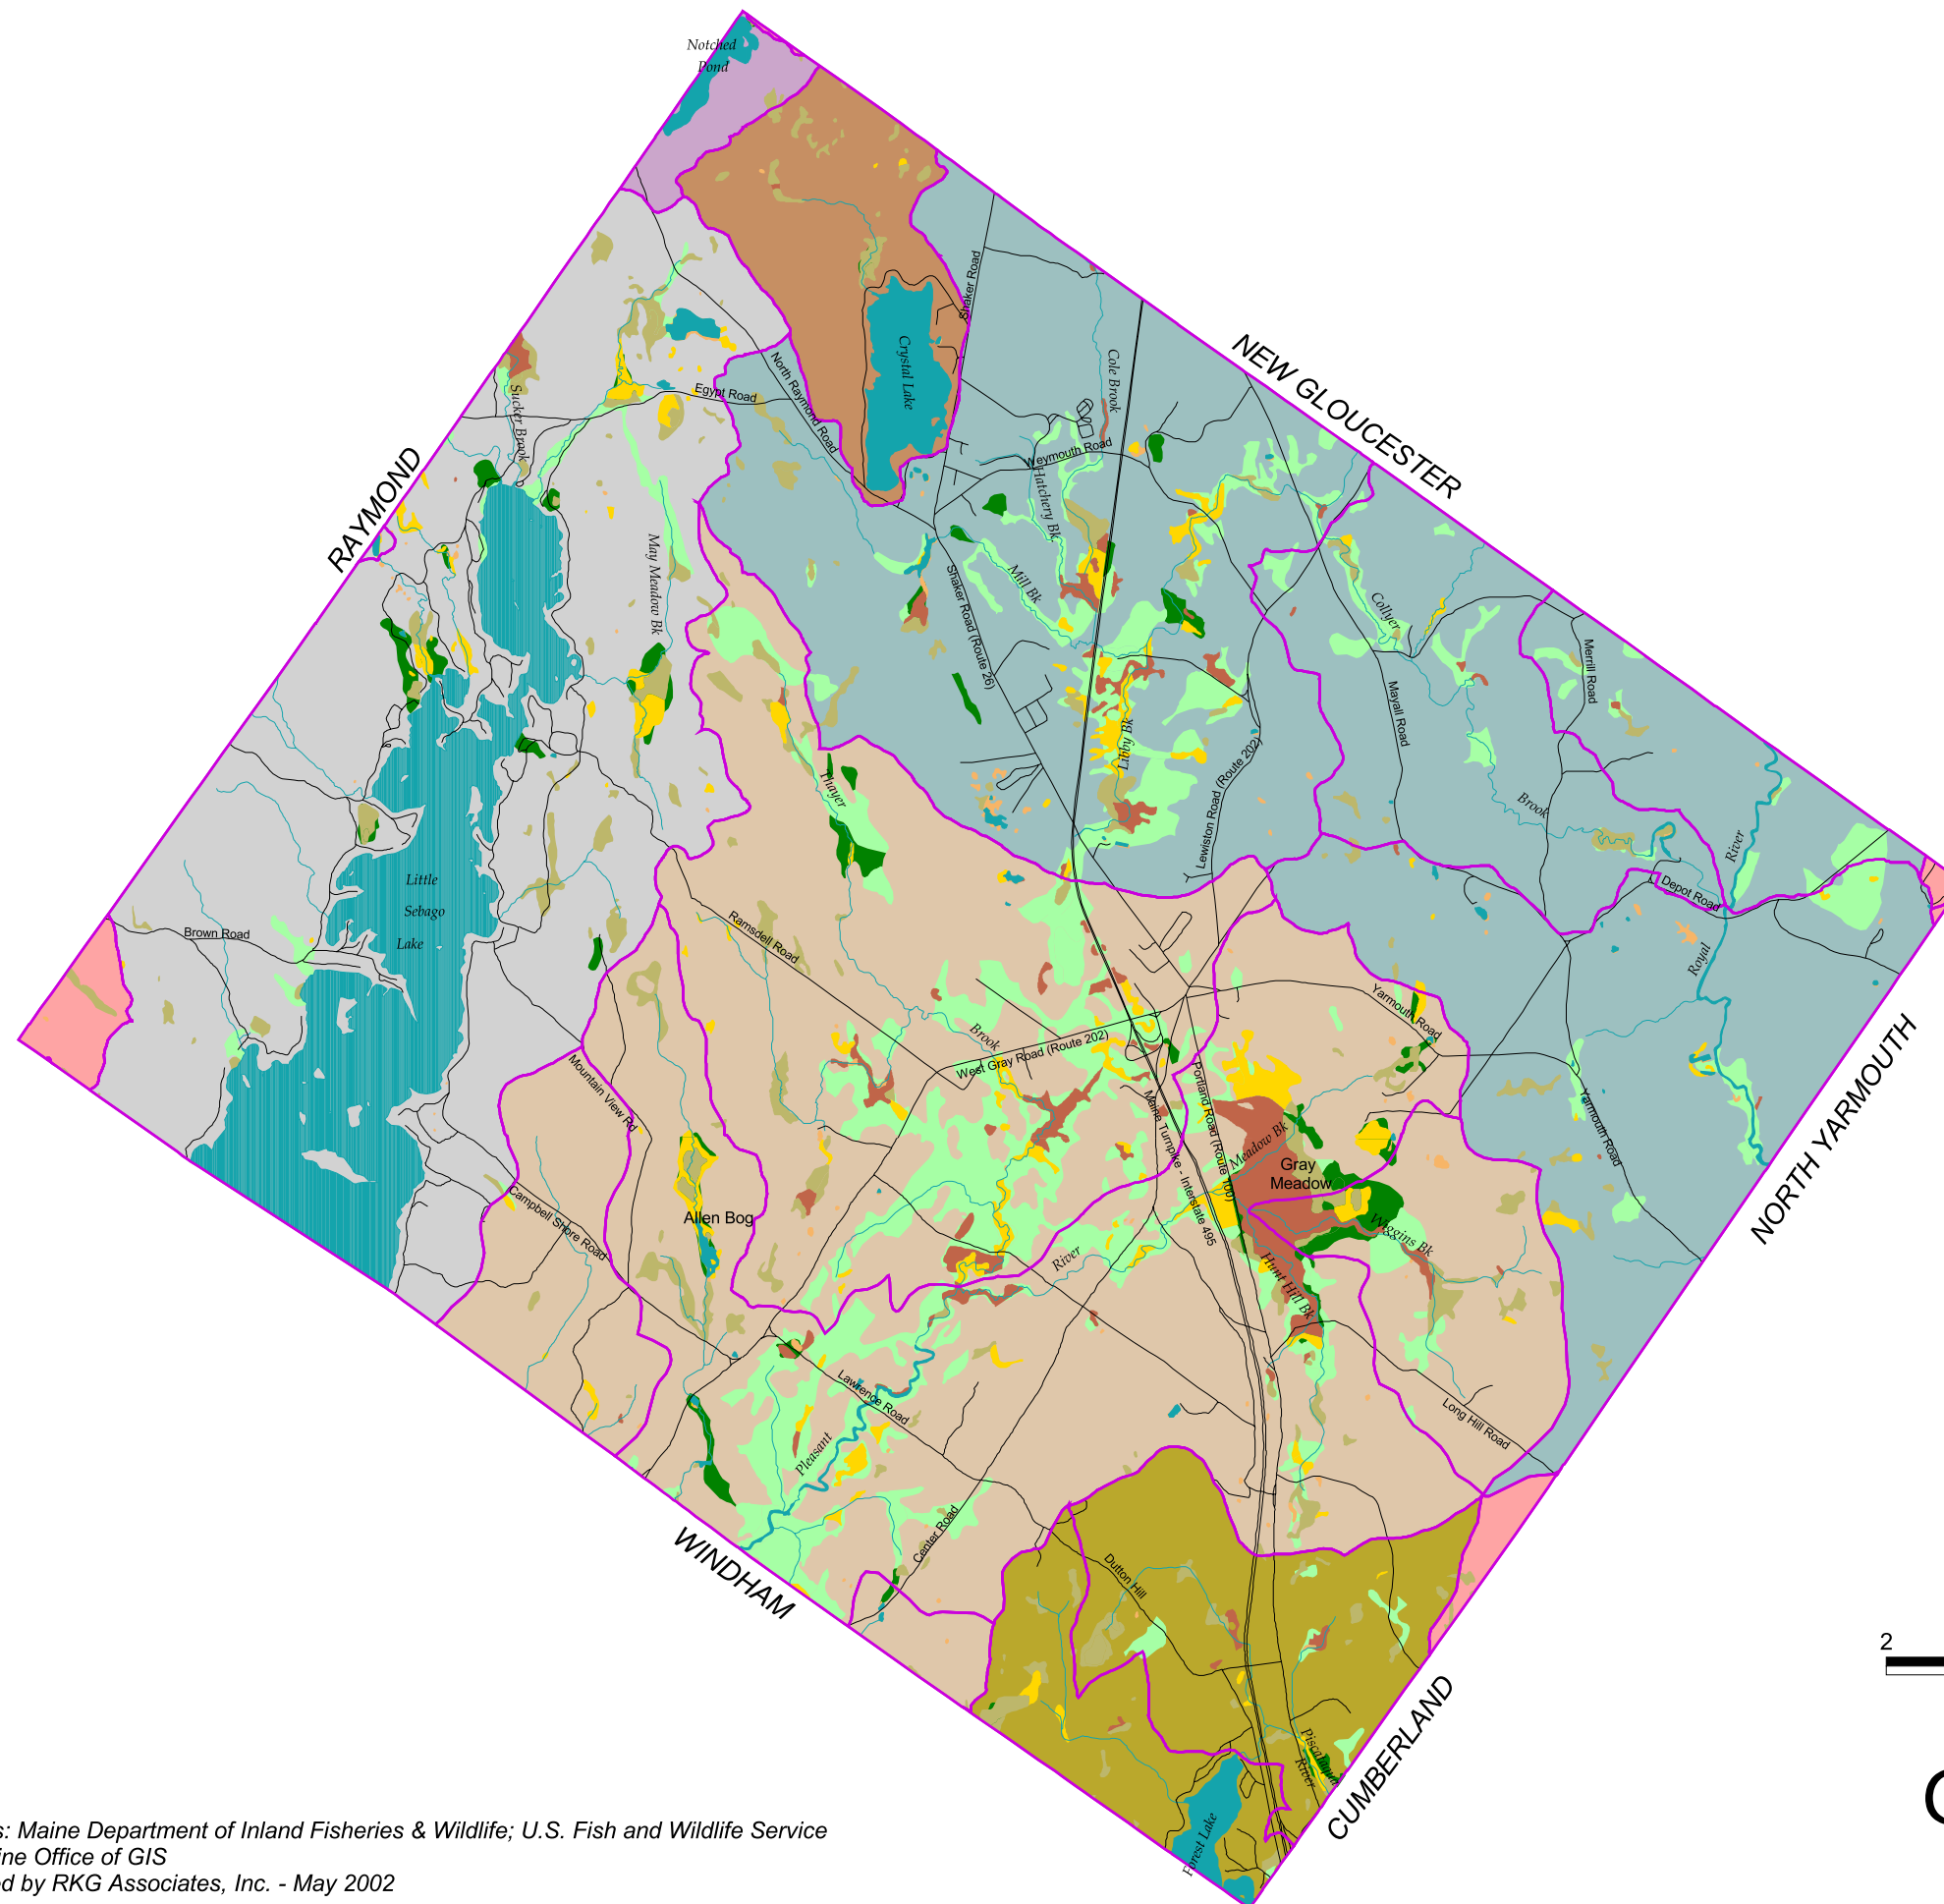 Notched
Pond
Shaker Road
Crystal Lake
Cole Brook
NEW GLOUCESTER
North Raymond Road
Egypt Road
Sucker Brook
RAYMOND
Weymouth Road
Hatchery Bk
May Meadow Bk
Mill Bk
Shaker Road (Route 26)
Collyer
Merrill Road
Mayall Road
Libby Bk
Thayer
Lewiston Road (Route 202)
Brook
River
Little
Sebago
Lake
Depot Road
Brown Road
Ramsdell Road
Royal
Yarmouth Road
Brook
West Gray Road (Route 202)
Mountain View Rd
Maine Turnpike - Interstate 495
Portland Road (Route 100)
Meadow Bk
Gray
Meadow
Yarmouth Road
NORTH YARMOUTH
Allen Bog
Campbell Shore Road
Wiggins Bk
River
Hunt Hill Bk
Lawrence Road
Long Hill Road
Pleasant
Center Road
WINDHAM
Dutton Hill
2
CUMBERLAND
Piscataqua
River
Forest Lake
s: Maine Department of Inland Fisheries & Wildlife; U.S. Fish and Wildlife Service
ine Office of GIS
ed by RKG Associates, Inc. - May 2002